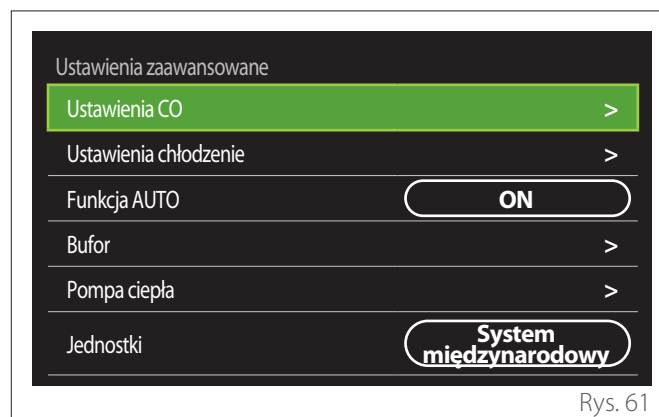 Ustawienia zaawansowane
Ustawienia CO >
Ustawienia chłodzenie >
Funkcja AUTO ON
Bufor >
Pompa ciepła >
Jednostki System
międzynarodowy
Rys. 61